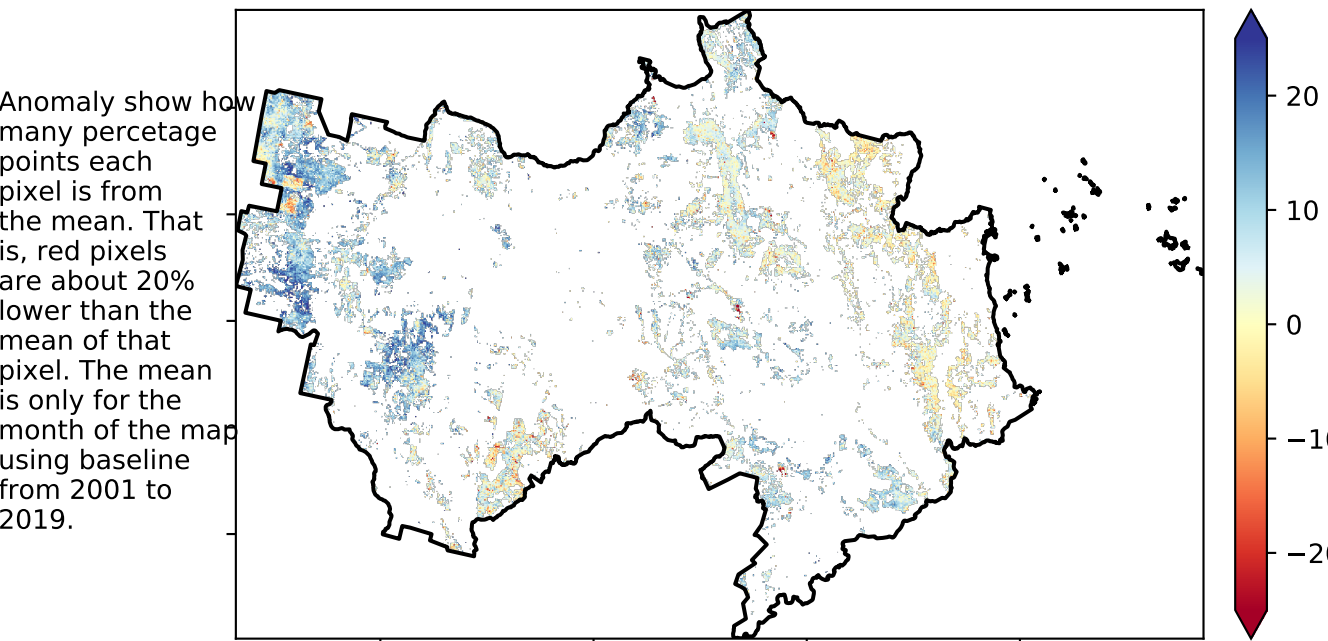 Anomaly show how
many percetage
points each
pixel is from
the mean. That
is, red pixels
are about 20%
lower than the
mean of that
pixel. The mean
is only for the
month of the map
using baseline
from 2001 to
2019.
20
10
0
−10
−20